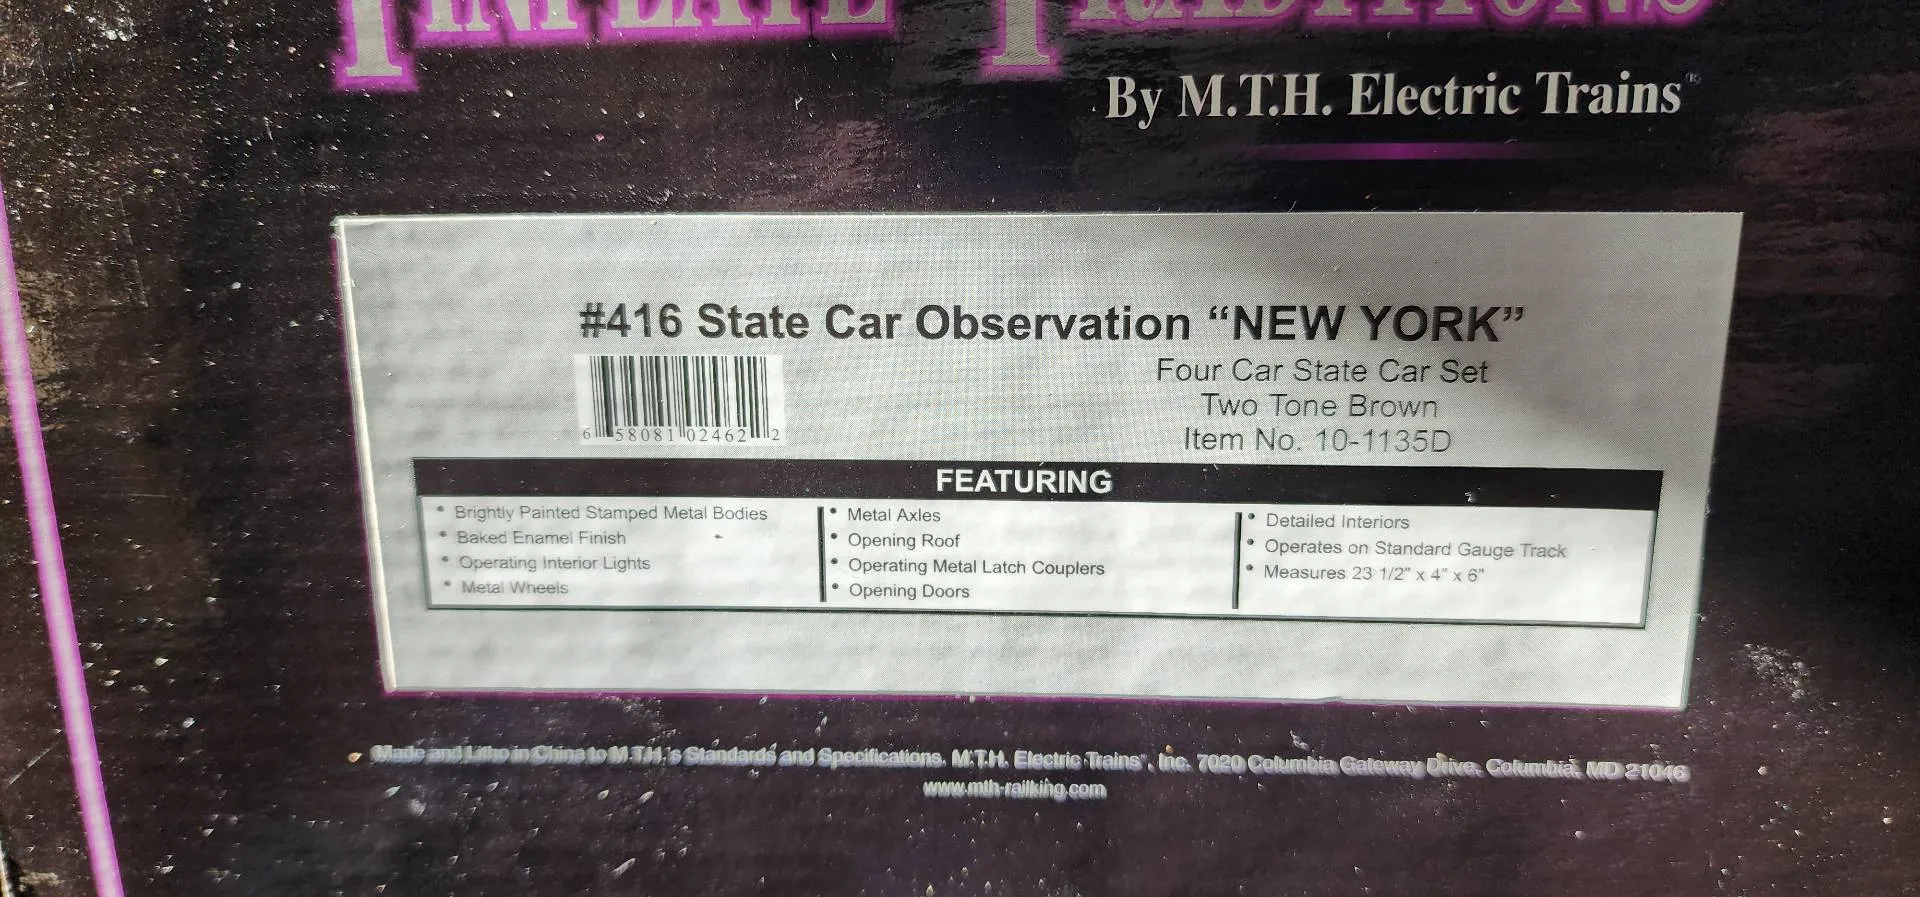 TINPLATE TRADITIONS
By M.T.H. Electric Trains®
#416 State Car Observation “NEW YORK”
Four Car State Car Set
Two Tone Brown
Item No. 10-1135D
6 58081 02462 2
FEATURING
• Brightly Painted Stamped Metal Bodies
• Baked Enamel Finish
• Operating Interior Lights
• Metal Wheels
• Metal Axles
• Opening Roof
• Operating Metal Latch Couplers
• Opening Doors
• Detailed Interiors
• Operates on Standard Gauge Track
• Measures 23 1/2" x 4" x 6"
Made and Litho in China to M.T.H.'s Standards and Specifications. M.T.H. Electric Trains®, Inc. 7020 Columbia Gateway Drive, Columbia, MD 21046
www.mth-railking.com